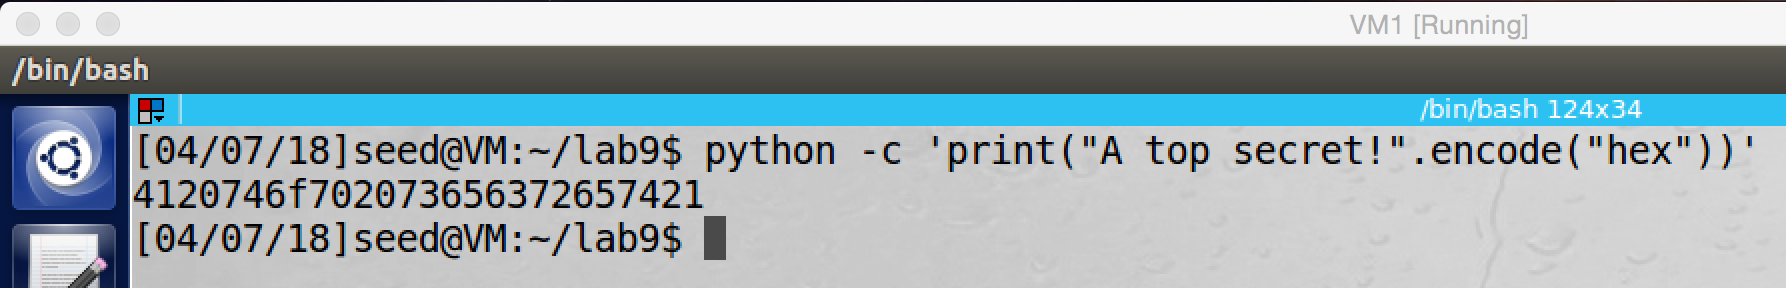 VM1 [Running]
/bin/bash
/bin/bash 124x34
[04/07/18]seed@VM:~/lab9$ python -c 'print("A top secret!".encode("hex"))'
4120746f702073656372657421
[04/07/18]seed@VM:~/lab9$